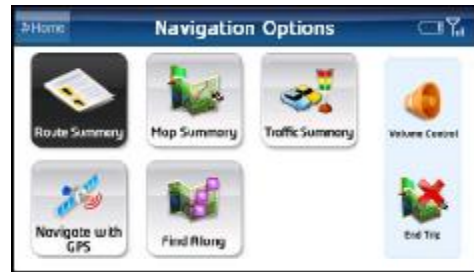 Home
Navigation Options
Route Summary
Map Summary
Traffic Summary
Volume Control
Navigate with
GPS
Find Along
End Trip